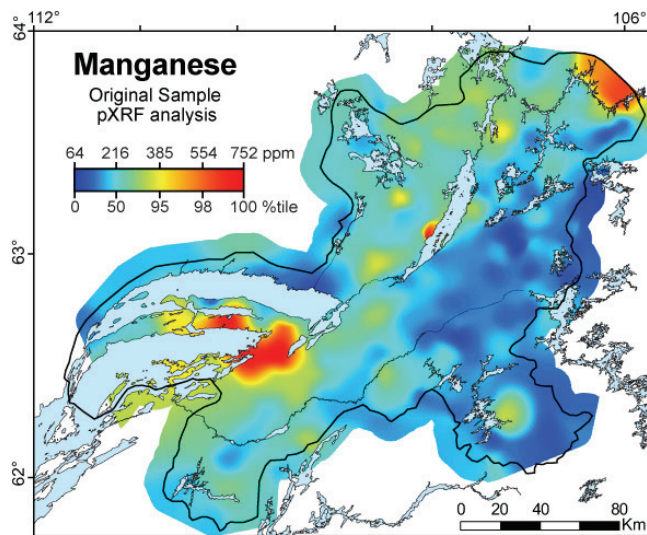 112°
106°
64°
Manganese
Original Sample
pXRF analysis
64 216 385 554 752 ppm
0 50 95 98 100 %tile
63°
62°
0 20 40 60 80
Km